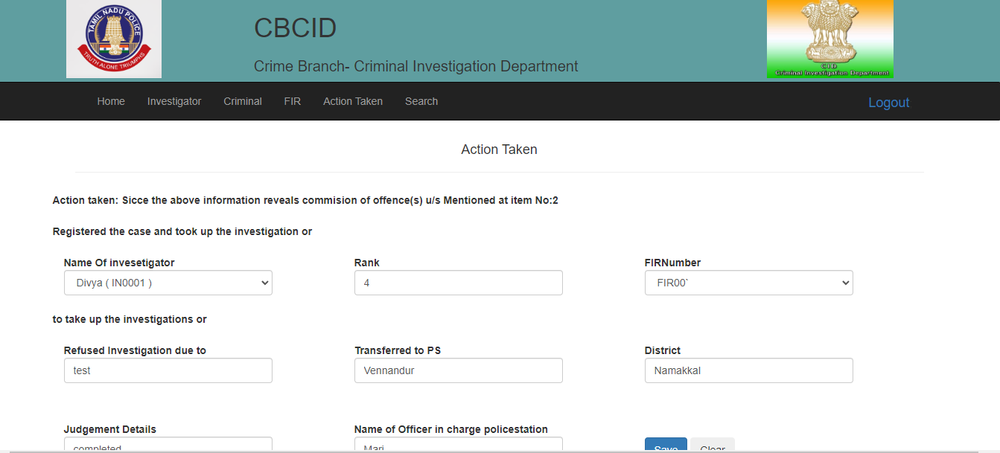 TAMIL NADU POLICE
TRUTH ALONE TRIUMPHS
CBCID
Crime Branch- Criminal Investigation Department
CID
Criminal Investigation Department
Home Investigator Criminal FIR Action Taken Search Logout
Action Taken
Action taken: Sicce the above information reveals commision of offence(s) u/s Mentioned at item No:2
Registered the case and took up the investigation or
Name Of invesetigator Rank FIRNumber
Divya ( IN0001 ) 4 FIR00`
to take up the investigations or
Refused Investigation due to Transferred to PS District
test Vennandur Namakkal
Judgement Details Name of Officer in charge policestation
completed Mari Save Clear